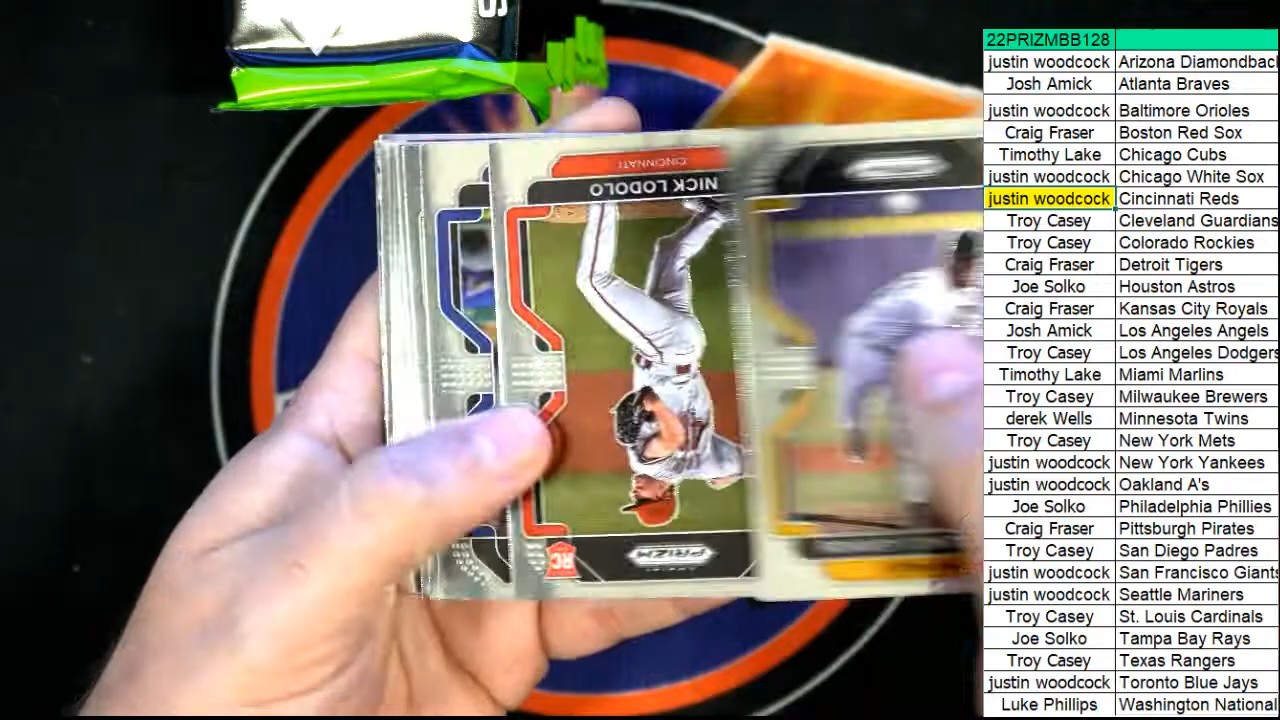 22PRIZMBB128
justin woodcock Arizona Diamondbac
Josh Amick Atlanta Braves
justin woodcock Baltimore Orioles
Craig Fraser Boston Red Sox
Timothy Lake Chicago Cubs
justin woodcock Chicago White Sox
justin woodcock Cincinnati Reds
Troy Casey Cleveland Guardians
Troy Casey Colorado Rockies
Craig Fraser Detroit Tigers
Joe Solko Houston Astros
Craig Fraser Kansas City Royals
Josh Amick Los Angeles Angels
Troy Casey Los Angeles Dodgers
Timothy Lake Miami Marlins
Troy Casey Milwaukee Brewers
derek Wells Minnesota Twins
Troy Casey New York Mets
justin woodcock New York Yankees
justin woodcock Oakland A's
Joe Solko Philadelphia Phillies
Craig Fraser Pittsburgh Pirates
Troy Casey San Diego Padres
justin woodcock San Francisco Giants
justin woodcock Seattle Mariners
Troy Casey St. Louis Cardinals
Joe Solko Tampa Bay Rays
Troy Casey Texas Rangers
justin woodcock Toronto Blue Jays
Luke Phillips Washington National
CINCINNATI
NICK LODOLO
RC
PANINI
PRIZM